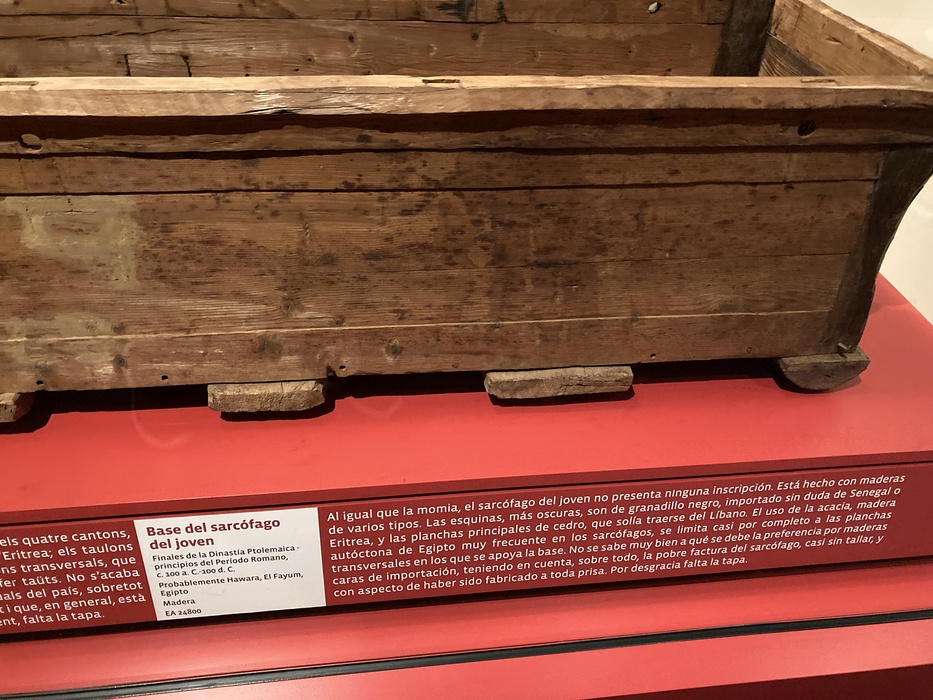 els quatre cantons,
Eritrea; els taulons
ns transversals, que
fer taüts. No s'acaba
ials del país, sobretot
t i que, en general, està
ent, falta la tapa.
Base del sarcófago
del joven
Finales de la Dinastía Ptolemaica -
principios del Período Romano,
c. 100 a. C.-100 d. C.
Probablemente Hawara, El Fayum,
Egipto
Madera
EA 24800
Al igual que la momia, el sarcófago del joven no presenta ninguna inscripción. Está hecho con maderas
de varios tipos. Las esquinas, más oscuras, son de granadillo negro, importado sin duda de Senegal o
Eritrea, y las planchas principales de cedro, que solía traerse del Líbano. El uso de la acacia, madera
autóctona de Egipto muy frecuente en los sarcófagos, se limita casi por completo a las planchas
transversales en los que se apoya la base. No se sabe muy bien a qué se debe la preferencia por maderas
caras de importación, teniendo en cuenta, sobre todo, la pobre factura del sarcófago, casi sin tallar, y
con aspecto de haber sido fabricado a toda prisa. Por desgracia falta la tapa.